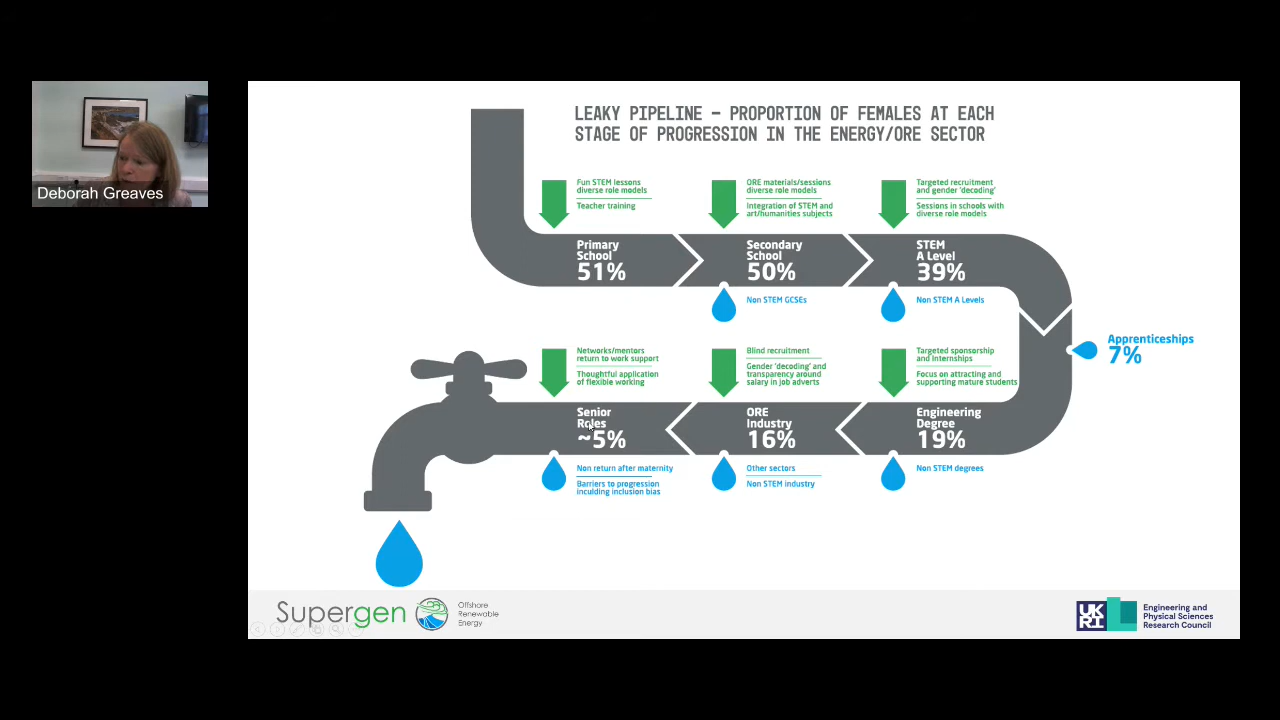 Deborah Greaves
LEAKY PIPELINE – PROPORTION OF FEMALES AT EACH
STAGE OF PROGRESSION IN THE ENERGY/ORE SECTOR
Fun STEM lessons
diverse role models
Teacher training
ORE materials/sessions
diverse role models
Integration of STEM and
art/humanities subjects
Targeted recruitment
and gender 'decoding'
Sessions in schools with
diverse role models
Primary
School
51%
Secondary
School
50%
STEM
A Level
39%
Non STEM GCSEs
Non STEM A Levels
Apprenticeships
7%
Networks/mentors
return to work support
Thoughtful application
of flexible working
Blind recruitment
Gender 'decoding' and
transparency around
salary in job adverts
Targeted sponsorship
and Internships
Focus on attracting and
supporting mature students
Senior
Roles
~5%
ORE
Industry
16%
Engineering
Degree
19%
Non return after maternity
Barriers to progression
inculding inclusion bias
Other sectors
Non STEM industry
Non STEM degrees
Supergen
Offshore
Renewable
Energy
UKRI
Engineering and
Physical Sciences
Research Council